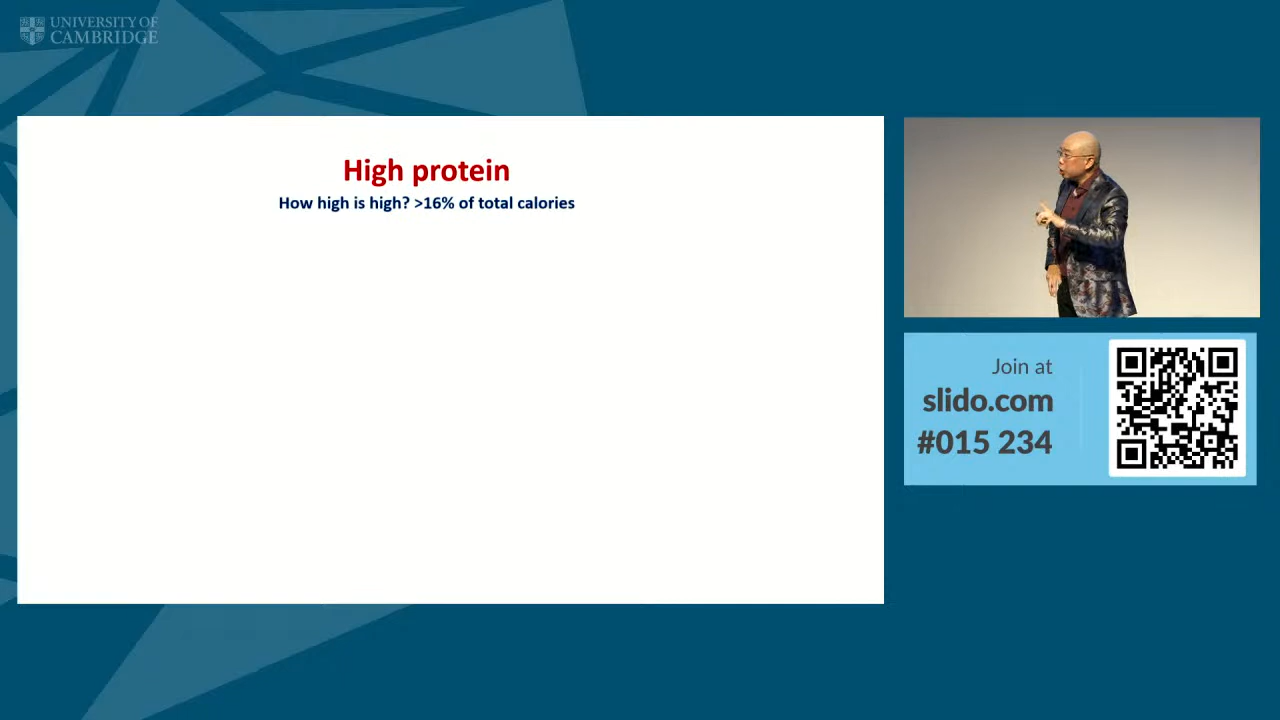 UNIVERSITY OF
CAMBRIDGE
High protein
How high is high? >16% of total calories
Join at
slido.com
#015 234